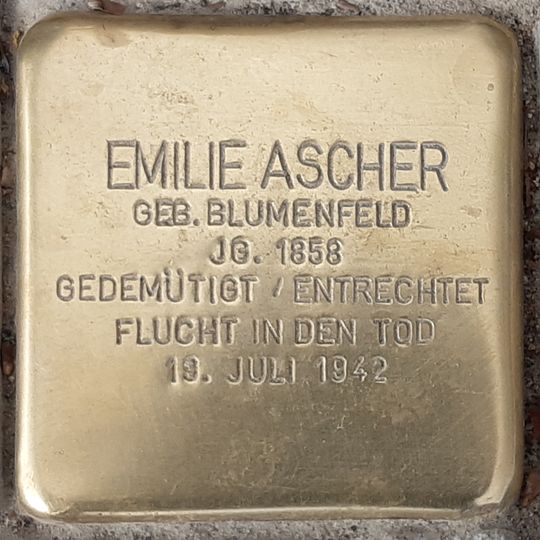 EMILIE ASCHER
GEB. BLUMENFELD
JG. 1858
GEDEMÜTIGT / ENTRECHTET
FLUCHT IN DEN TOD
19. JULI 1942